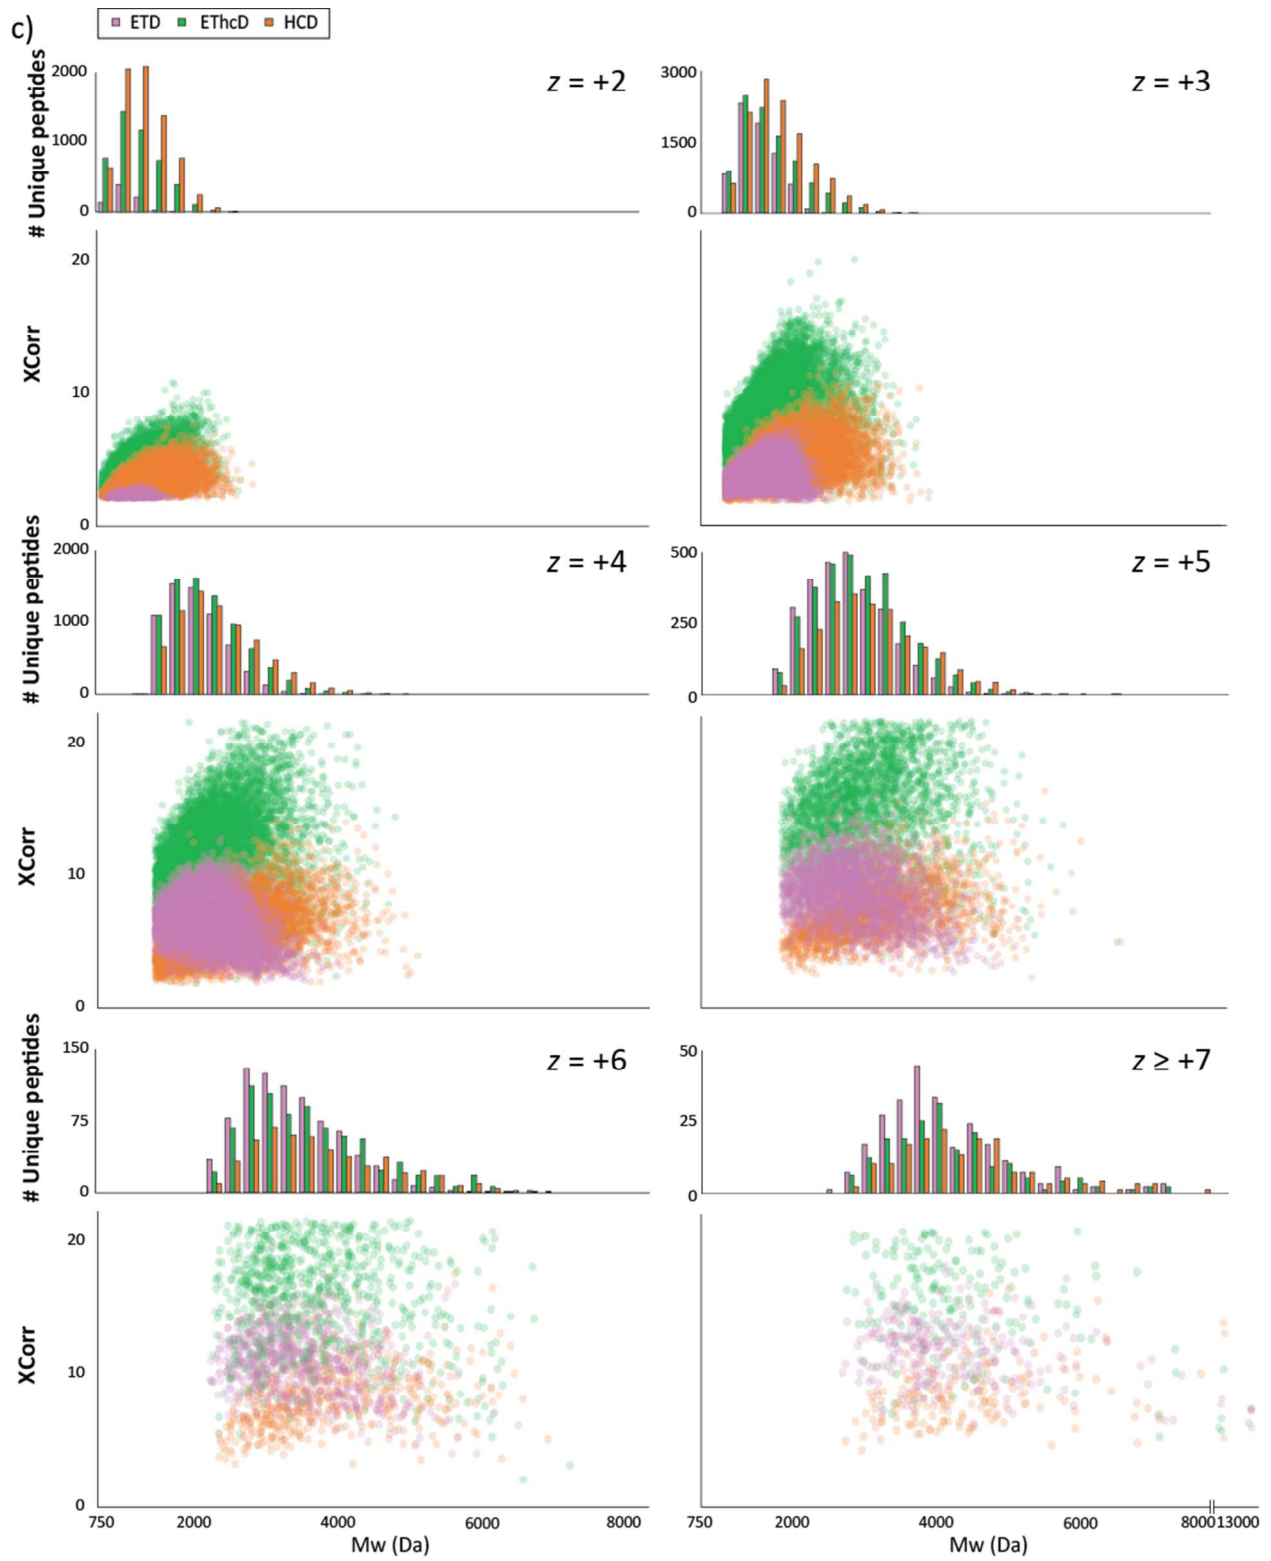 c)
ETD EThcD HCD
# Unique peptides
2000
1000
0
z = +2
3000
1500
0
z = +3
XCorr
20
10
0
# Unique peptides
2000
1000
0
z = +4
500
250
0
z = +5
XCorr
20
10
0
# Unique peptides
150
75
0
z = +6
50
25
0
z ≥ +7
XCorr
20
10
0
750 2000 4000 6000 8000
Mw (Da)
750 2000 4000 6000 8000 13000
Mw (Da)